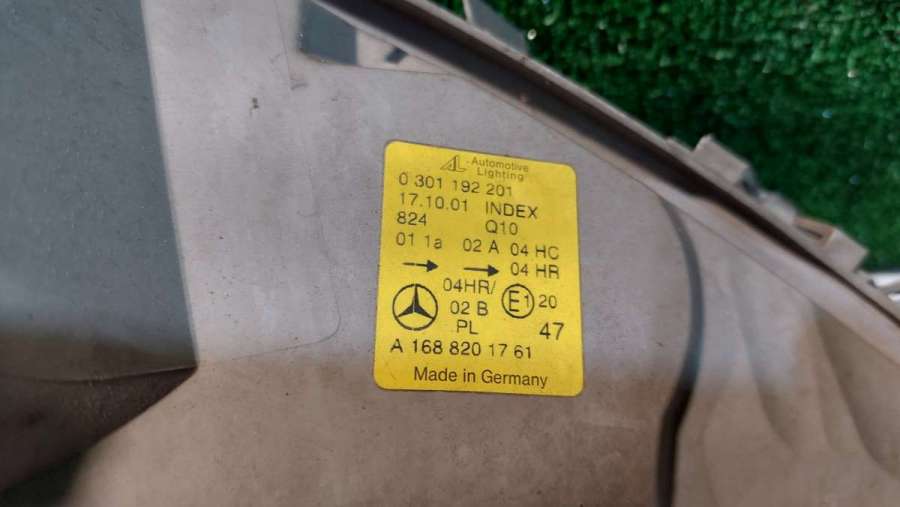 AL Automotive
Lighting
0 301 192 201
17.10.01 INDEX
824 Q10
01 1a 02 A 04 HC
→ → 04 HR
04HR/ E1 20
02 B
PL 47
A 168 820 17 61
Made in Germany